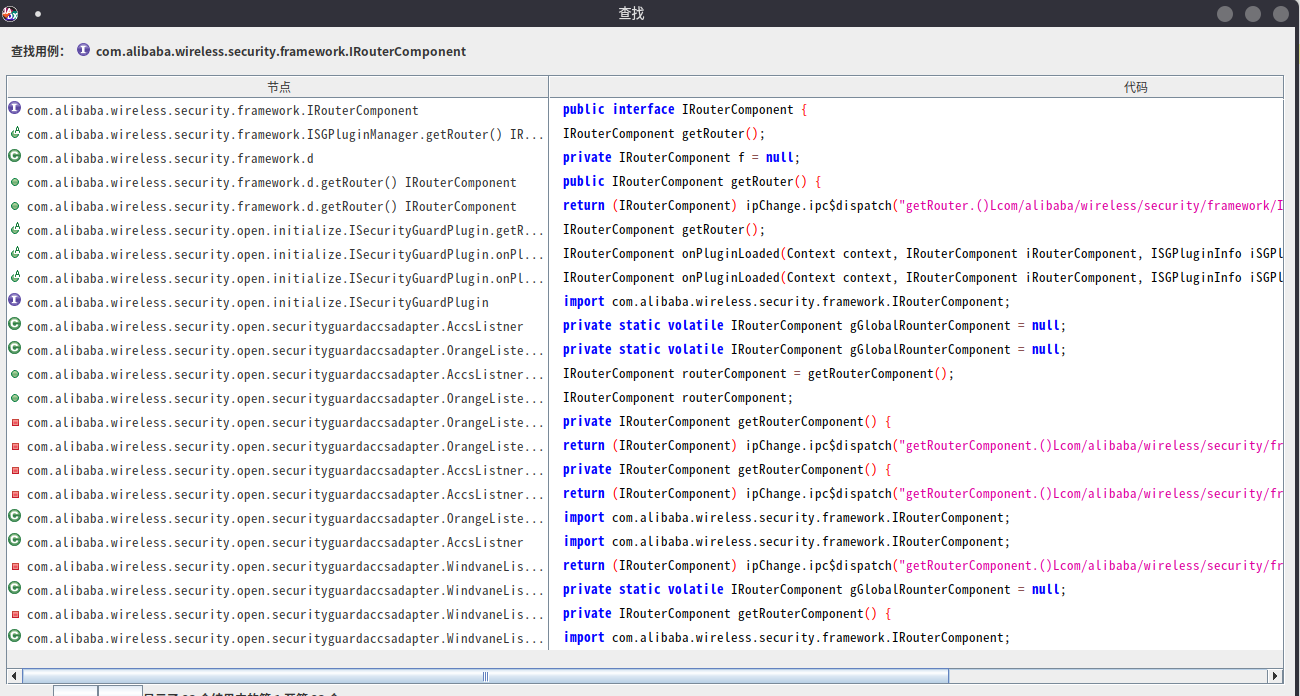 查找
查找用例: com.alibaba.wireless.security.framework.IRouterComponent
节点 代码
com.alibaba.wireless.security.framework.IRouterComponent public interface IRouterComponent {
com.alibaba.wireless.security.framework.ISGPluginManager.getRouter() IR... IRouterComponent getRouter();
com.alibaba.wireless.security.framework.d private IRouterComponent f = null;
com.alibaba.wireless.security.framework.d.getRouter() IRouterComponent public IRouterComponent getRouter() {
com.alibaba.wireless.security.framework.d.getRouter() IRouterComponent return (IRouterComponent) ipChange.ipc$dispatch("getRouter.()Lcom/alibaba/wireless/security/framework/I
com.alibaba.wireless.security.open.initialize.ISecurityGuardPlugin.getR... IRouterComponent getRouter();
com.alibaba.wireless.security.open.initialize.ISecurityGuardPlugin.onPl... IRouterComponent onPluginLoaded(Context context, IRouterComponent iRouterComponent, ISGPluginInfo iSGPl
com.alibaba.wireless.security.open.initialize.ISecurityGuardPlugin.onPl... IRouterComponent onPluginLoaded(Context context, IRouterComponent iRouterComponent, ISGPluginInfo iSGPl
com.alibaba.wireless.security.open.initialize.ISecurityGuardPlugin import com.alibaba.wireless.security.framework.IRouterComponent;
com.alibaba.wireless.security.open.securityguardaccsadapter.AccsListner private static volatile IRouterComponent gGlobalRounterComponent = null;
com.alibaba.wireless.security.open.securityguardaccsadapter.OrangeListe... private static volatile IRouterComponent gGlobalRounterComponent = null;
com.alibaba.wireless.security.open.securityguardaccsadapter.AccsListner... IRouterComponent routerComponent = getRouterComponent();
com.alibaba.wireless.security.open.securityguardaccsadapter.OrangeListe... IRouterComponent routerComponent;
com.alibaba.wireless.security.open.securityguardaccsadapter.OrangeListe... private IRouterComponent getRouterComponent() {
com.alibaba.wireless.security.open.securityguardaccsadapter.OrangeListe... return (IRouterComponent) ipChange.ipc$dispatch("getRouterComponent.()Lcom/alibaba/wireless/security/fr
com.alibaba.wireless.security.open.securityguardaccsadapter.AccsListner... private IRouterComponent getRouterComponent() {
com.alibaba.wireless.security.open.securityguardaccsadapter.AccsListner... return (IRouterComponent) ipChange.ipc$dispatch("getRouterComponent.()Lcom/alibaba/wireless/security/fr
com.alibaba.wireless.security.open.securityguardaccsadapter.OrangeListe... import com.alibaba.wireless.security.framework.IRouterComponent;
com.alibaba.wireless.security.open.securityguardaccsadapter.AccsListner import com.alibaba.wireless.security.framework.IRouterComponent;
com.alibaba.wireless.security.open.securityguardaccsadapter.WindvaneLis... return (IRouterComponent) ipChange.ipc$dispatch("getRouterComponent.()Lcom/alibaba/wireless/security/fr
com.alibaba.wireless.security.open.securityguardaccsadapter.WindvaneLis... private static volatile IRouterComponent gGlobalRounterComponent = null;
com.alibaba.wireless.security.open.securityguardaccsadapter.WindvaneLis... private IRouterComponent getRouterComponent() {
com.alibaba.wireless.security.open.securityguardaccsadapter.WindvaneLis... import com.alibaba.wireless.security.framework.IRouterComponent;